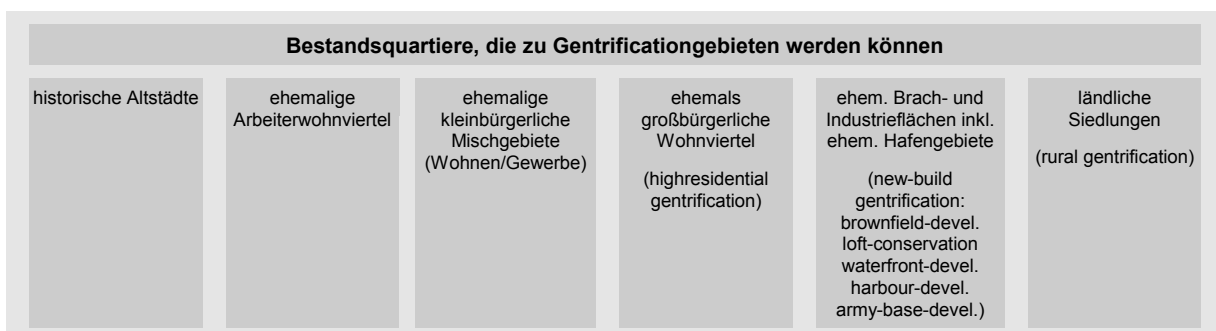 Bestandsquartiere, die zu Gentrificationgebieten werden können
historische Altstädte
ehemalige
Arbeiterwohnviertel
ehemalige
kleinbürgerliche
Mischgebiete
(Wohnen/Gewerbe)
ehemals
großbürgerliche
Wohnviertel
(highresidential
gentrification)
ehem. Brach- und
Industrieflächen inkl.
ehem. Hafengebiete
(new-build
gentrification:
brownfield-devel.
loft-conservation
waterfront-devel.
harbour-devel.
army-base-devel.)
ländliche
Siedlungen
(rural gentrification)